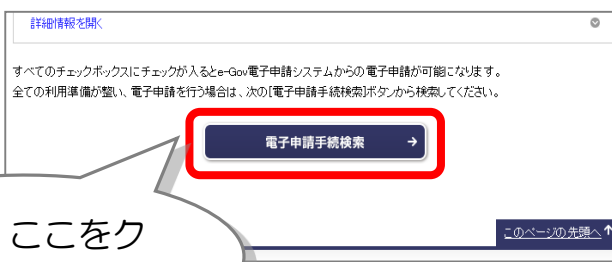 詳細情報を開く
すべてのチェックボックスにチェックが入るとe-Gov電子申請システムからの電子申請が可能になります。
全ての利用準備が整い、電子申請を行う場合は、次の[電子申請手続検索]ボタンから検索してください。
電子申請手続検索 →
このページの先頭へ↑
ここをク